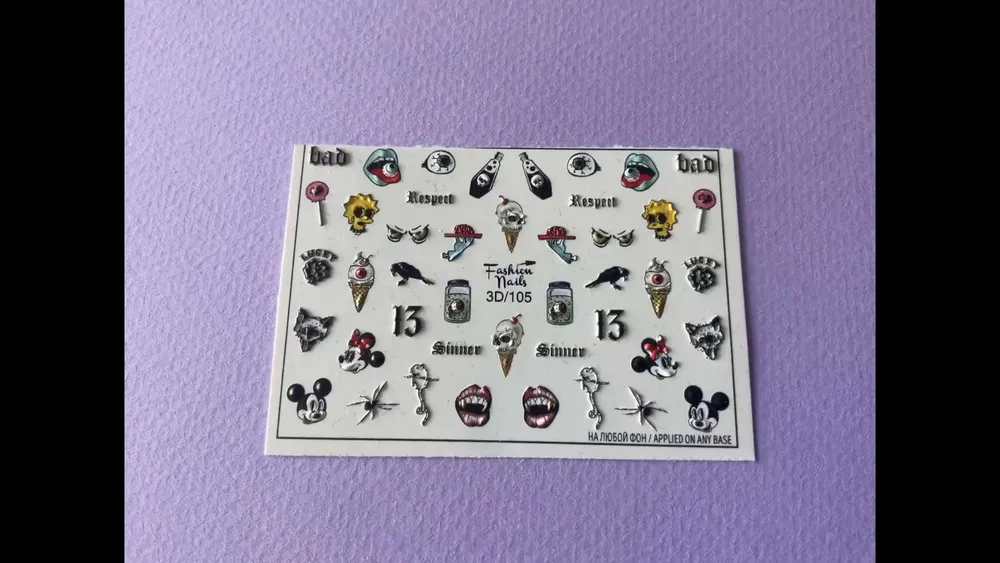 bad bad
Respect Respect
LUCKY LUCKY
Fashion
Nails
3D/105
13 13
Sinner Sinner
НА ЛЮБОЙ ФОН / APPLIED ON ANY BASE